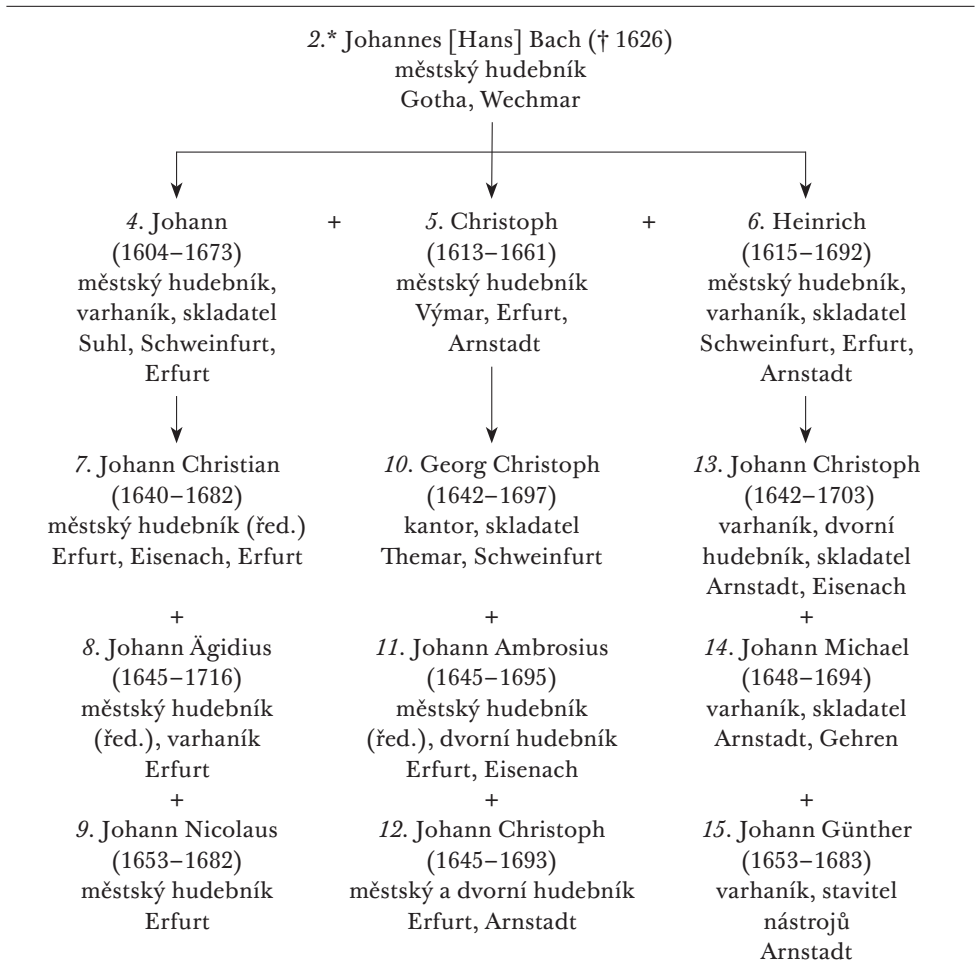 2.* Johannes [Hans] Bach († 1626)
městský hudebník
Gotha, Wechmar
4. Johann
(1604–1673)
městský hudebník,
varhaník, skladatel
Suhl, Schweinfurt,
Erfurt
+
5. Christoph
(1613–1661)
městský hudebník
Výmar, Erfurt,
Arnstadt
+
6. Heinrich
(1615–1692)
městský hudebník,
varhaník, skladatel
Schweinfurt, Erfurt,
Arnstadt
7. Johann Christian
(1640–1682)
městský hudebník (řed.)
Erfurt, Eisenach, Erfurt
+
8. Johann Ägidius
(1645–1716)
městský hudebník
(řed.), varhaník
Erfurt
+
9. Johann Nicolaus
(1653–1682)
městský hudebník
Erfurt
10. Georg Christoph
(1642–1697)
kantor, skladatel
Themar, Schweinfurt
+
11. Johann Ambrosius
(1645–1695)
městský hudebník
(řed.), dvorní hudebník
Erfurt, Eisenach
+
12. Johann Christoph
(1645–1693)
městský a dvorní hudebník
Erfurt, Arnstadt
13. Johann Christoph
(1642–1703)
varhaník, dvorní
hudebník, skladatel
Arnstadt, Eisenach
+
14. Johann Michael
(1648–1694)
varhaník, skladatel
Arnstadt, Gehren
+
15. Johann Günther
(1653–1683)
varhaník, stavitel
nástrojů
Arnstadt